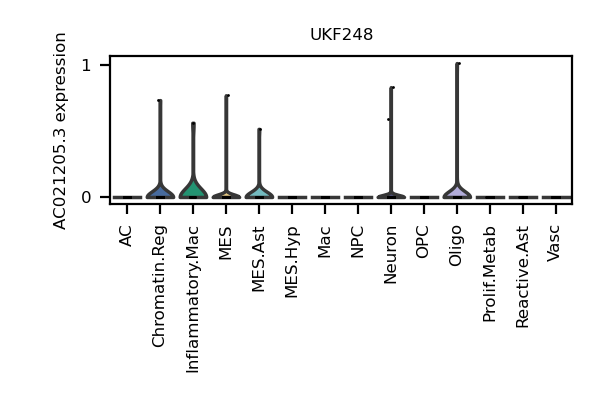 UKF248
AC021205.3 expression
1
0
AC
Chromatin.Reg
Inflammatory.Mac
MES
MES.Ast
MES.Hyp
Mac
NPC
Neuron
OPC
Oligo
Prolif.Metab
Reactive.Ast
Vasc